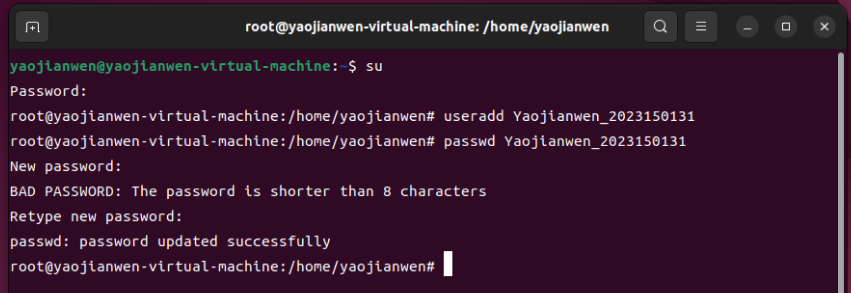 root@yaojianwen-virtual-machine: /home/yaojianwen
yaojianwen@yaojianwen-virtual-machine:~$ su
Password:
root@yaojianwen-virtual-machine:/home/yaojianwen# useradd Yaojianwen_2023150131
root@yaojianwen-virtual-machine:/home/yaojianwen# passwd Yaojianwen_2023150131
New password:
BAD PASSWORD: The password is shorter than 8 characters
Retype new password:
passwd: password updated successfully
root@yaojianwen-virtual-machine:/home/yaojianwen#